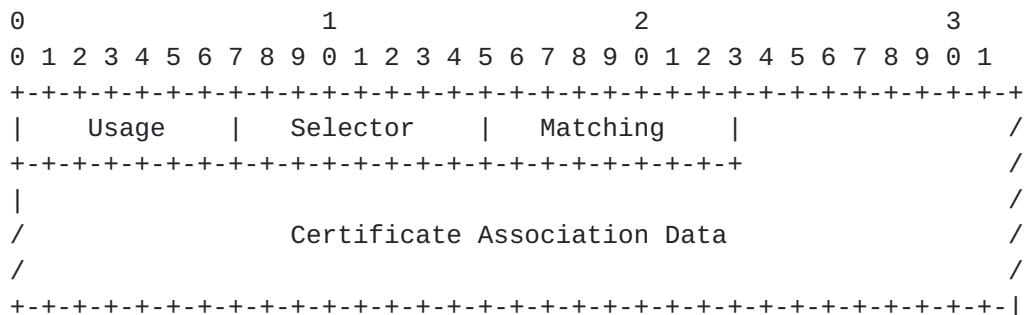 0                   1                   2                   3
0 1 2 3 4 5 6 7 8 9 0 1 2 3 4 5 6 7 8 9 0 1 2 3 4 5 6 7 8 9 0 1
+-+-+-+-+-+-+-+-+-+-+-+-+-+-+-+-+-+-+-+-+-+-+-+-+-+-+-+-+-+-+-+-+
|    Usage    |   Selector    |   Matching    |                 /
+-+-+-+-+-+-+-+-+-+-+-+-+-+-+-+-+-+-+-+-+-+-+-+-+                 /
|                                                               /
/                 Certificate Association Data                  /
/                                                               /
+-+-+-+-+-+-+-+-+-+-+-+-+-+-+-+-+-+-+-+-+-+-+-+-+-+-+-+-+-+-+-+-|